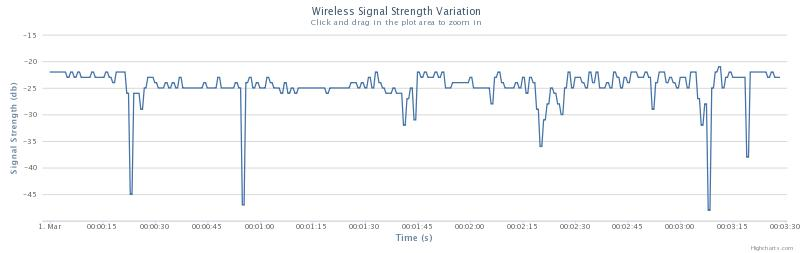 Wireless Signal Strength Variation
Click and drag in the plot area to zoom in
Signal Strength (db)
-15
-20
-25
-30
-35
-40
-45
1. Mar 00:00:15 00:00:30 00:00:45 00:01:00 00:01:15 00:01:30 00:01:45 00:02:00 00:02:15 00:02:30 00:02:45 00:03:00 00:03:15 00:03:30
Time (s)
Highcharts.com